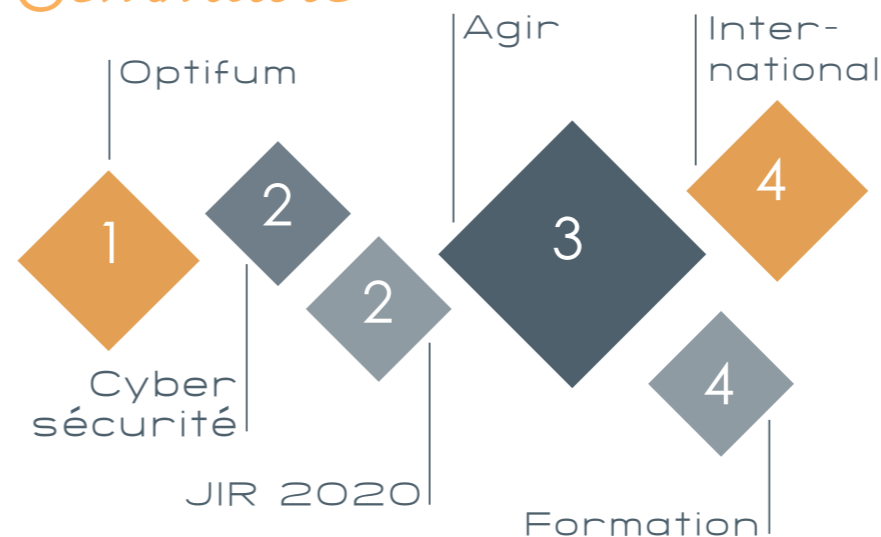 Agir
Inter-
national
Optifum
1
2
2
3
4
4
Cyber
sécurité
JIR 2020
Formation